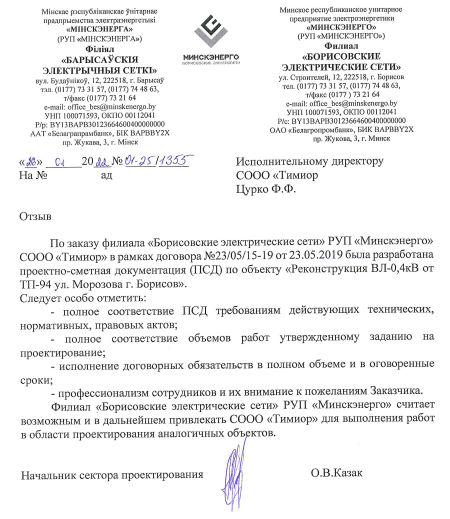 Мінскае рэспубліканскае ўнітарнае
прадпрыемства электраэнергетыкі
«МІНСКЭНЕРГА»
(РУП «МІНСКЭНЕРГА»)
Філіял
«БАРЫСАЎСКІЯ
ЭЛЕКТРЫЧНЫЯ СЕТКІ»
вул. Будаўнікоў, 12, 222518, г. Барысаў
тэл. (0177) 73 31 57, (0177) 74 48 63,
т/факс (0177) 73 21 64
e-mail: office_bes@minskenergo.by
УНП 100071593, ОКПО 00112041
Р/р: BY13BAPB30123664600400000000
ААТ «Белаграпрамбанк», БІК BAPBBY2X
пр. Жукава, 3, г. Мінск
МИНСКЭНЕРГО
БОРИСОВСКИЕ ЭЛЕКТРОСЕТИ
Минское республиканское унитарное
предприятие электроэнергетики
«МИНСКЭНЕРГО»
(РУП «МИНСКЭНЕРГО»)
Филиал
«БОРИСОВСКИЕ
ЭЛЕКТРИЧЕСКИЕ СЕТИ»
ул. Строителей, 12, 222518, г. Борисов
тел. (0177) 73 31 57, (0177) 74 48 63,
т/факс (0177) 73 21 64
e-mail: office_bes@minskenergo.by
УНП 100071593, ОКПО 00112041
Р/с: BY13BAPB30123664600400000000
ОАО «Белагропромбанк», БИК BAPBBY2X
пр. Жукова, 3, г. Минск
«28» 01 2022 № 01-25/1355
На № ад
Исполнительному директору
СООО «Тимиор
Цурко Ф.Ф.
Отзыв
По заказу филиала «Борисовские электрические сети» РУП «Минскэнерго»
СООО «Тимиор» в рамках договора №23/05/15-19 от 23.05.2019 была разработана
проектно-сметная документация (ПСД) по объекту «Реконструкция ВЛ-0,4кВ от
ТП-94 ул. Морозова г. Борисов».
Следует особо отметить:
- полное соответствие ПСД требованиям действующих технических,
нормативных, правовых актов;
- полное соответствие объемов работ утвержденному заданию на
проектирование;
- исполнение договорных обязательств в полном объеме и в оговоренные
сроки;
- профессионализм сотрудников и их внимание к пожеланиям Заказчика.
Филиал «Борисовские электрические сети» РУП «Минскэнерго» считает
возможным и в дальнейшем привлекать СООО «Тимиор» для выполнения работ
в области проектирования аналогичных объектов.
Начальник сектора проектирования О.В.Казак